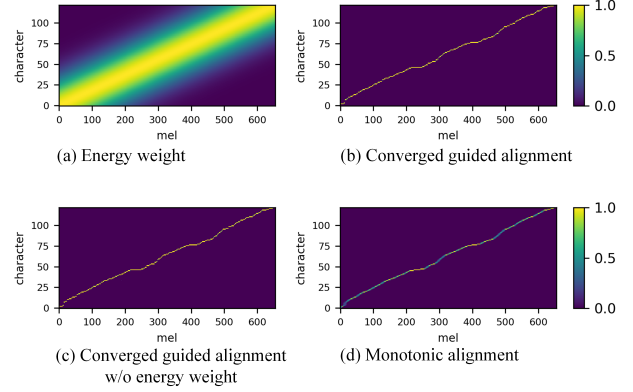 100
75
50
25
0
character
0 100 200 300 400 500 600
mel
(a) Energy weight
100
75
50
25
0
character
0 100 200 300 400 500 600
mel
1.0
0.5
0.0
(b) Converged guided alignment
100
75
50
25
0
character
0 100 200 300 400 500 600
mel
(c) Converged guided alignment
w/o energy weight
100
75
50
25
0
character
0 100 200 300 400 500 600
mel
1.0
0.5
0.0
(d) Monotonic alignment